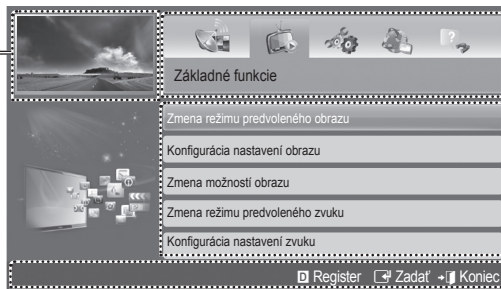 Základné funkcie
Zmena režimu predvoleného obrazu
Konfigurácia nastavení obrazu
Zmena možností obrazu
Zmena režimu predvoleného zvuku
Konfigurácia nastavení zvuku
D Register Zadať Koniec